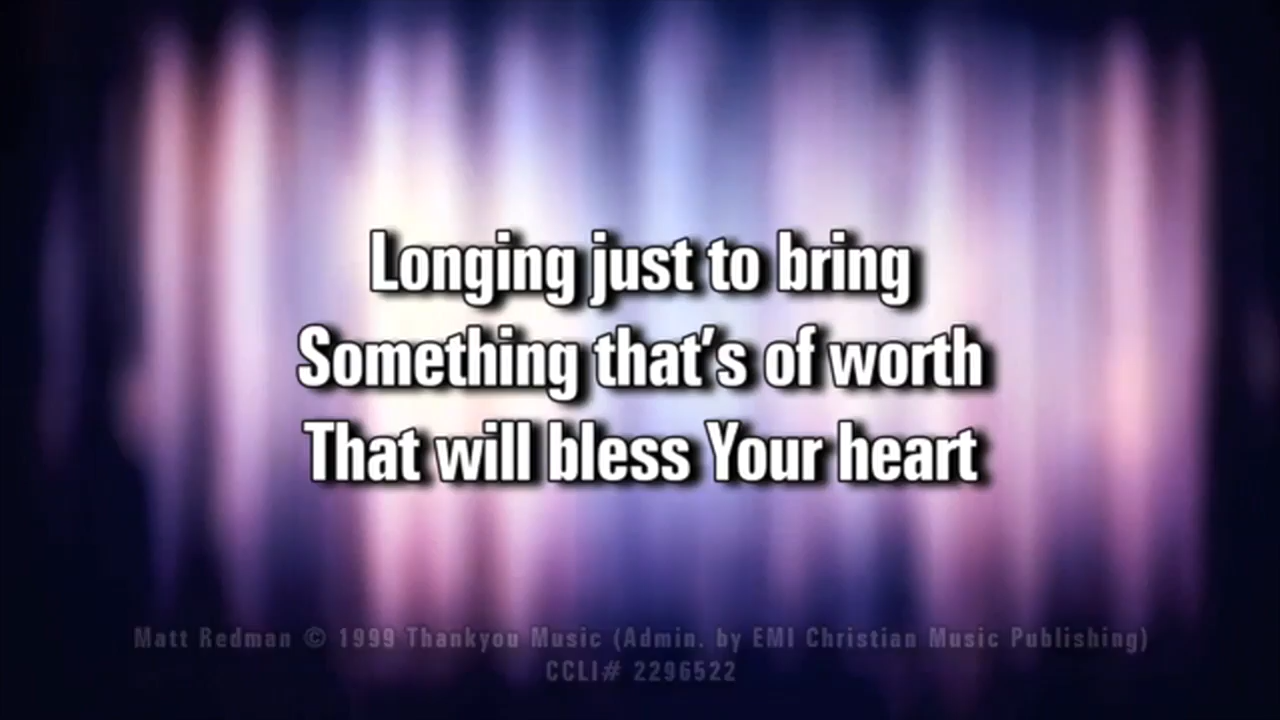 Longing just to bring
Something that's of worth
That will bless Your heart
Matt Redman © 1999 Thankyou Music (Admin. by EMI Christian Music Publishing)
CCLI# 2296522